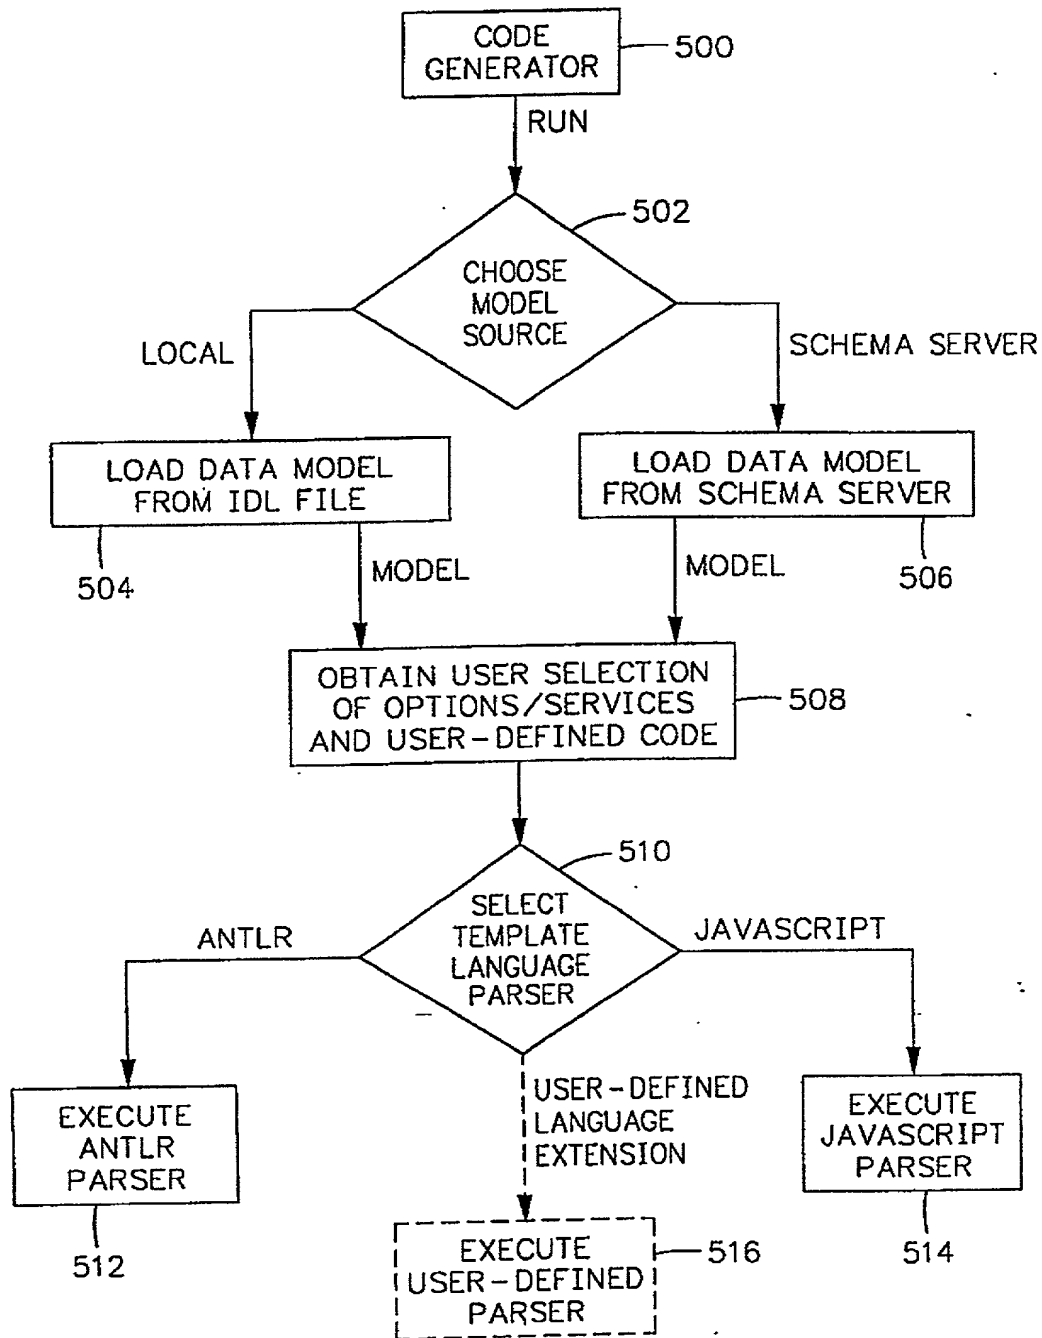 CODE
GENERATOR
500
RUN
502
CHOOSE
MODEL
SOURCE
LOCAL
SCHEMA SERVER
LOAD DATA MODEL
FROM IDL FILE
LOAD DATA MODEL
FROM SCHEMA SERVER
504
MODEL
MODEL
506
OBTAIN USER SELECTION
OF OPTIONS/SERVICES
AND USER-DEFINED CODE
508
510
SELECT
TEMPLATE
LANGUAGE
PARSER
ANTLR
JAVASCRIPT
USER-DEFINED
LANGUAGE
EXTENSION
EXECUTE
ANTLR
PARSER
EXECUTE
JAVASCRIPT
PARSER
512
514
EXECUTE
USER-DEFINED
PARSER
516